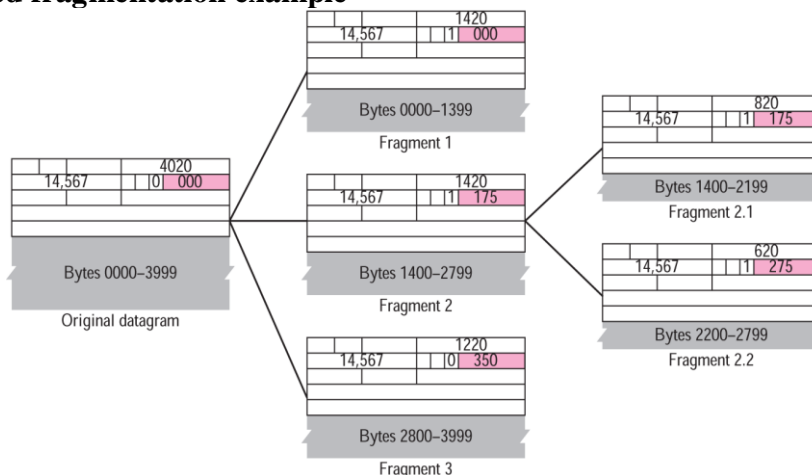 fragmentation example
4020
14,567 0 000
Bytes 0000–3999
Original datagram
1420
14,567 1 000
Bytes 0000–1399
Fragment 1
1420
14,567 1 175
Bytes 1400–2799
Fragment 2
1220
14,567 0 350
Bytes 2800–3999
Fragment 3
820
14,567 1 175
Bytes 1400–2199
Fragment 2.1
620
14,567 1 275
Bytes 2200–2799
Fragment 2.2